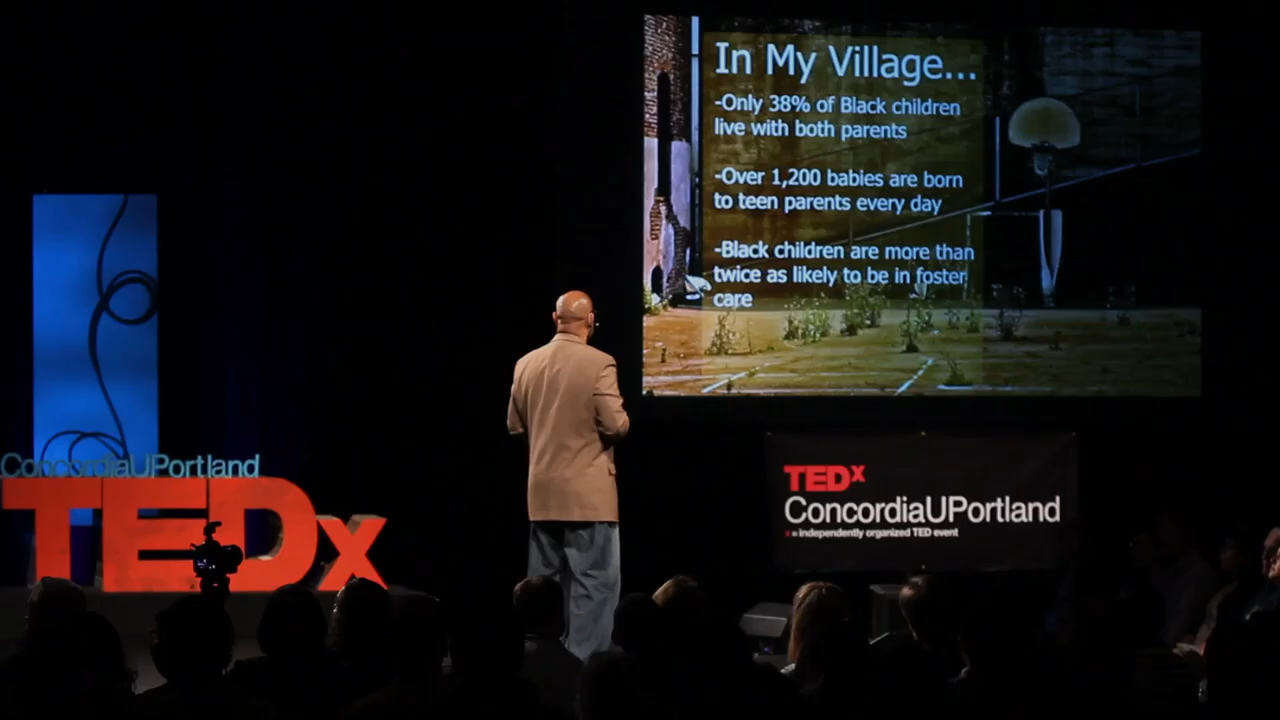 In My Village...
-Only 38% of Black children
live with both parents
-Over 1,200 babies are born
to teen parents every day
-Black children are more than
twice as likely to be in foster
care
ConcordiaUPortland
TEDx
TEDx
ConcordiaUPortland
x = independently organized TED event